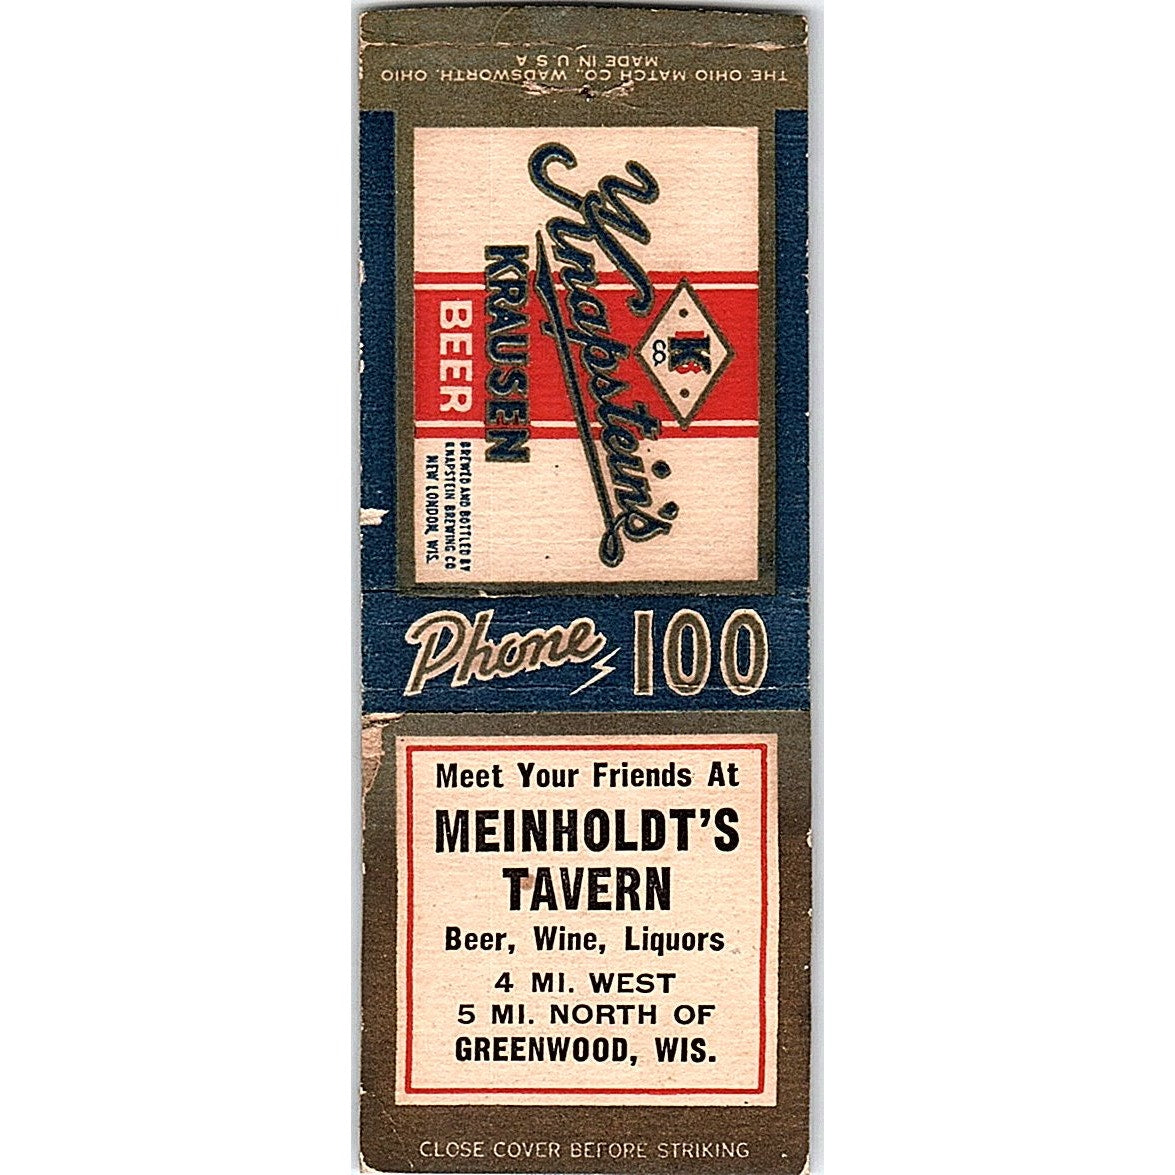 THE OHIO MATCH CO., WADSWORTH, OHIO
MADE IN U S A
Knapstein's
KRAUSEN
BEER
K
BREWED AND BOTTLED BY
KNAPSTEIN BREWING CO
NEW LONDON, WIS.
Phone 100
Meet Your Friends At
MEINHOLDT'S
TAVERN
Beer, Wine, Liquors
4 MI. WEST
5 MI. NORTH OF
GREENWOOD, WIS.
CLOSE COVER BEFORE STRIKING